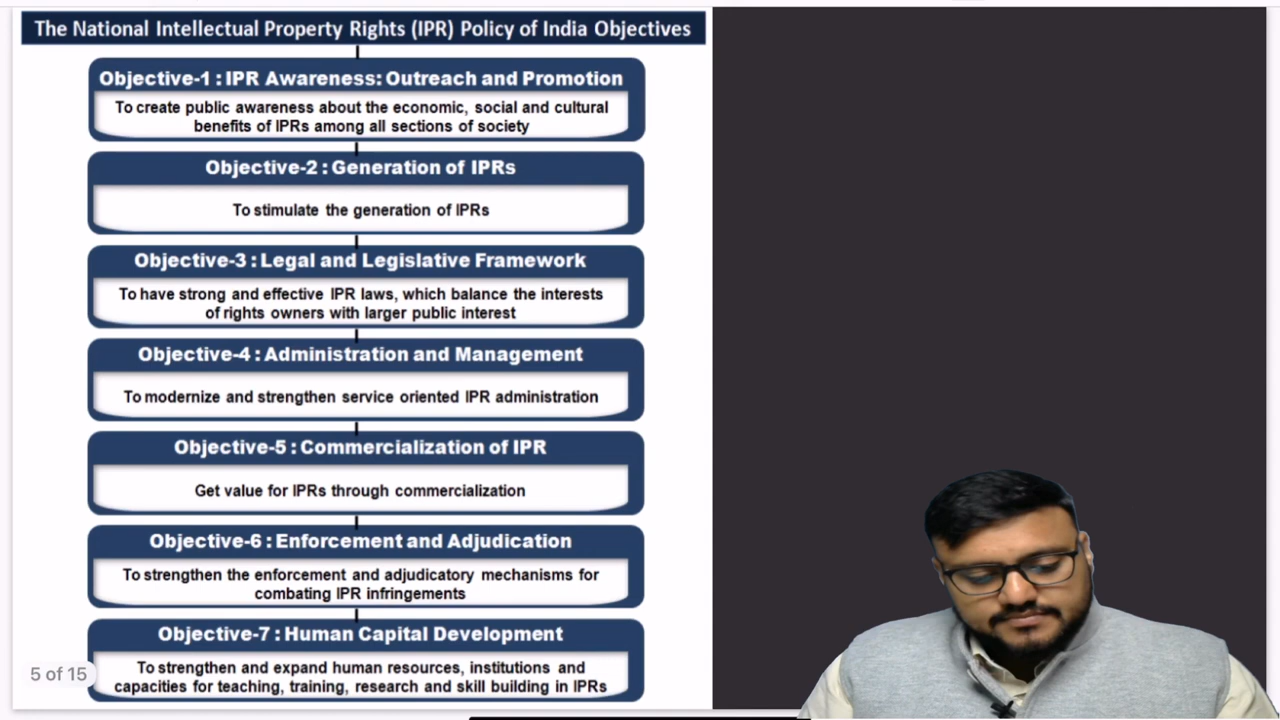 The National Intellectual Property Rights (IPR) Policy of India Objectives
Objective-1 : IPR Awareness: Outreach and Promotion
To create public awareness about the economic, social and cultural
benefits of IPRs among all sections of society
Objective-2 : Generation of IPRs
To stimulate the generation of IPRs
Objective-3 : Legal and Legislative Framework
To have strong and effective IPR laws, which balance the interests
of rights owners with larger public interest
Objective-4 : Administration and Management
To modernize and strengthen service oriented IPR administration
Objective-5 : Commercialization of IPR
Get value for IPRs through commercialization
Objective-6 : Enforcement and Adjudication
To strengthen the enforcement and adjudicatory mechanisms for
combating IPR infringements
Objective-7 : Human Capital Development
To strengthen and expand human resources, institutions and
capacities for teaching, training, research and skill building in IPRs
5 of 15